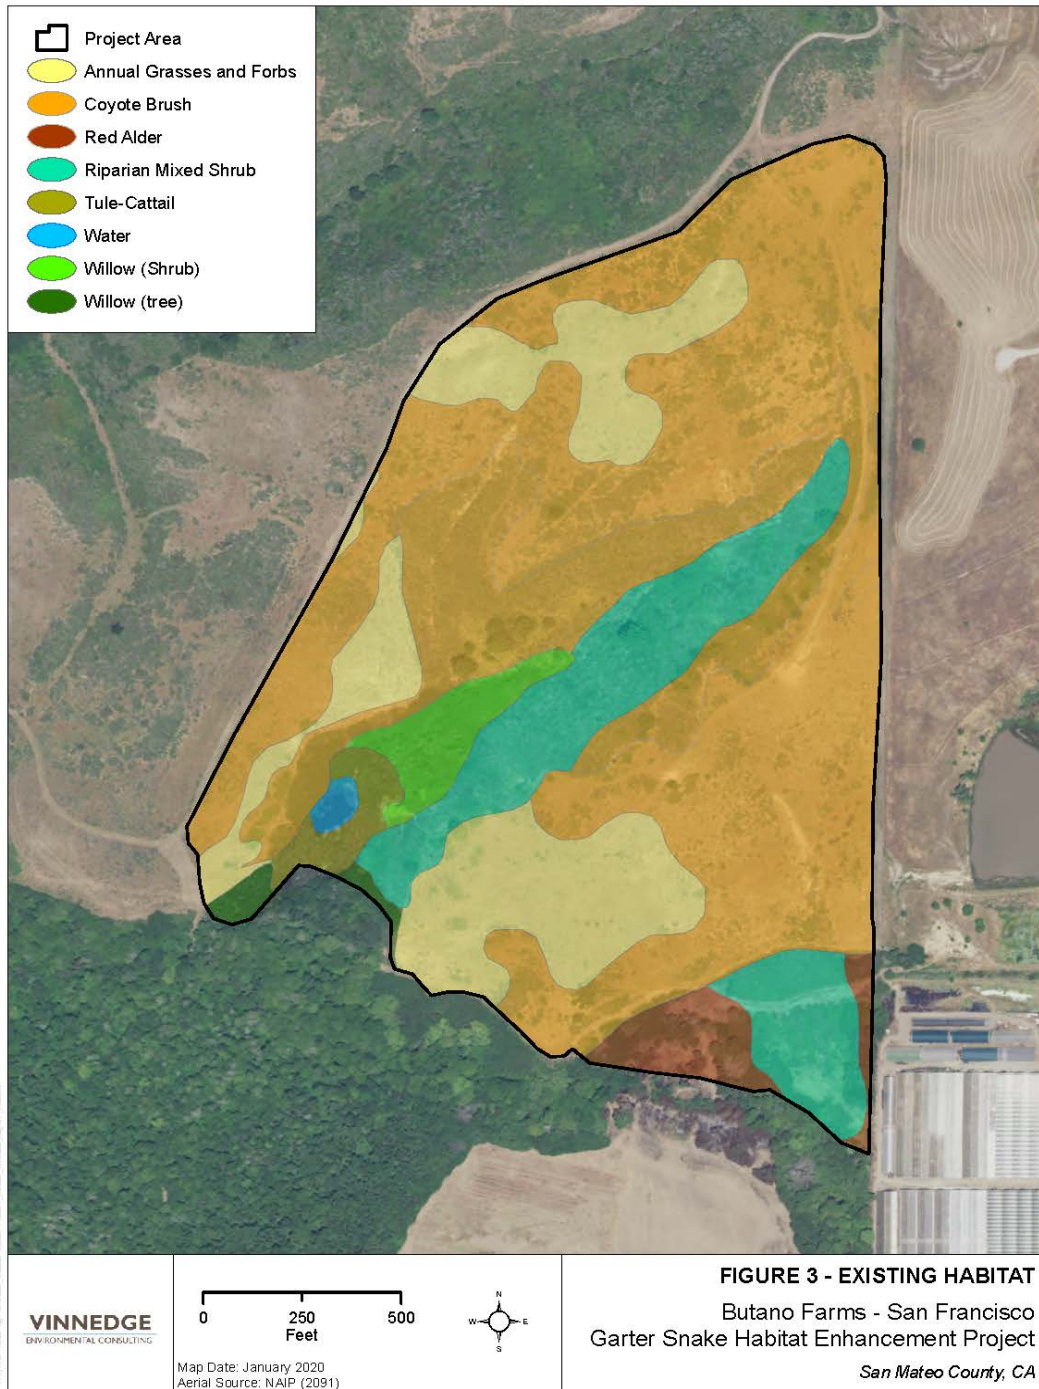 Project Area
Annual Grasses and Forbs
Coyote Brush
Red Alder
Riparian Mixed Shrub
Tule-Cattail
Water
Willow (Shrub)
Willow (tree)
VINNEDGE
ENVIRONMENTAL CONSULTING
0 250 500
Feet
Map Date: January 2020
Aerial Source: NAIP (2091)
N
W E
S
FIGURE 3 - EXISTING HABITAT
Butano Farms - San Francisco
Garter Snake Habitat Enhancement Project
San Mateo County, CA